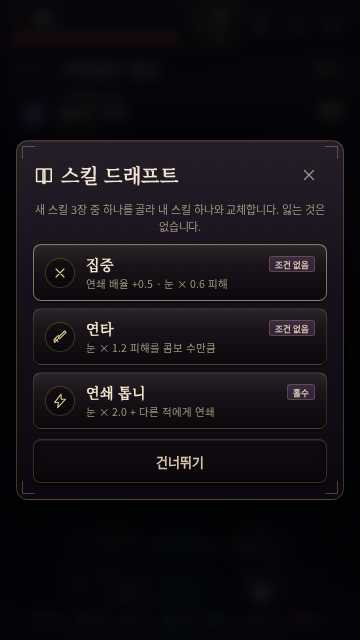 스킬 드래프트
새 스킬 3장 중 하나를 골라 내 스킬 하나와 교체합니다. 잃는 것은
없습니다.
집중
조건 없음
연쇄 배율 +0.5 · 눈 × 0.6 피해
연타
조건 없음
눈 × 1.2 피해를 콤보 수만큼
연쇄 톱니
홀수
눈 × 2.0 + 다른 적에게 연쇄
건너뛰기